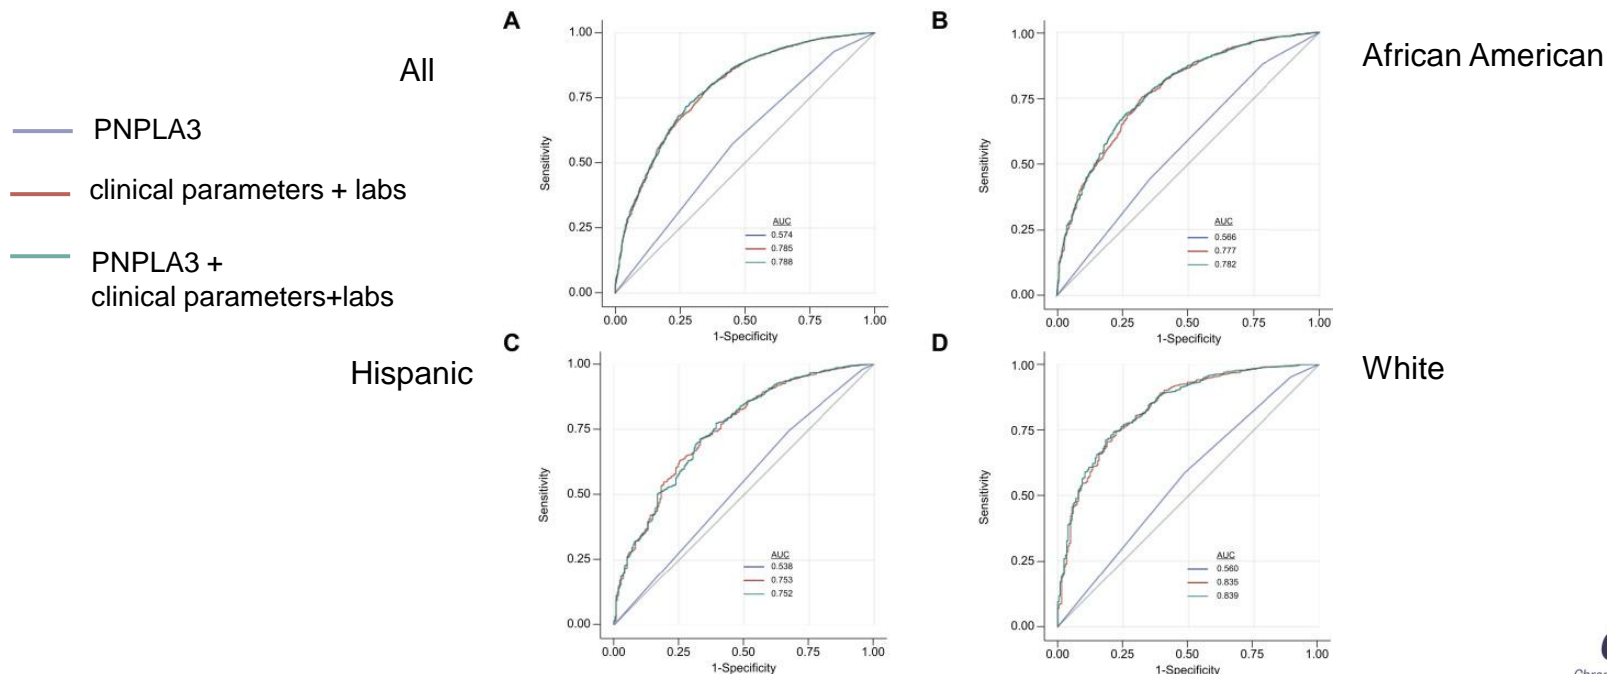 All
PNPLA3
clinical parameters + labs
PNPLA3 +
clinical parameters+labs
A
1.00
0.75
0.50
0.25
0.00
Sensitivity
AUC
0.574
0.785
0.788
0.00 0.25 0.50 0.75 1.00
1-Specificity
B
African American
1.00
0.75
0.50
0.25
0.00
Sensitivity
AUC
0.566
0.777
0.782
0.00 0.25 0.50 0.75 1.00
1-Specificity
Hispanic
C
1.00
0.75
0.50
0.25
0.00
Sensitivity
AUC
0.538
0.753
0.752
0.00 0.25 0.50 0.75 1.00
1-Specificity
D
White
1.00
0.75
0.50
0.25
0.00
Sensitivity
AUC
0.560
0.835
0.839
0.00 0.25 0.50 0.75 1.00
1-Specificity